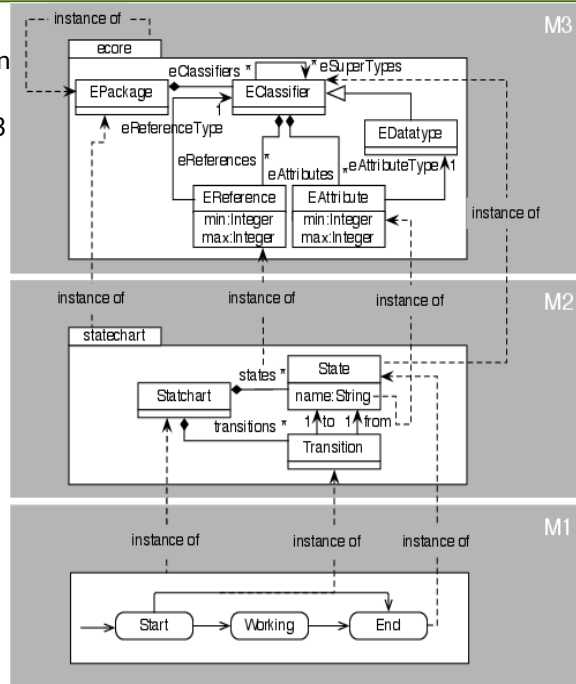 instance of
M3
n
ecore
eClassifiers *
* eSuperTypes
EPackage
EClassifier
1
3
eReferenceType
EDatatype
eReferences *
eAttributes *
eAttributeType 1
EReference
EAttribute
min:Integer
max:Integer
min:Integer
max:Integer
instance of
instance of
instance of
instance of
M2
statechart
states *
State
Statchart
name:String
transitions *
1 to
1 from
Transition
M1
instance of
instance of
instance of
Start
Working
End